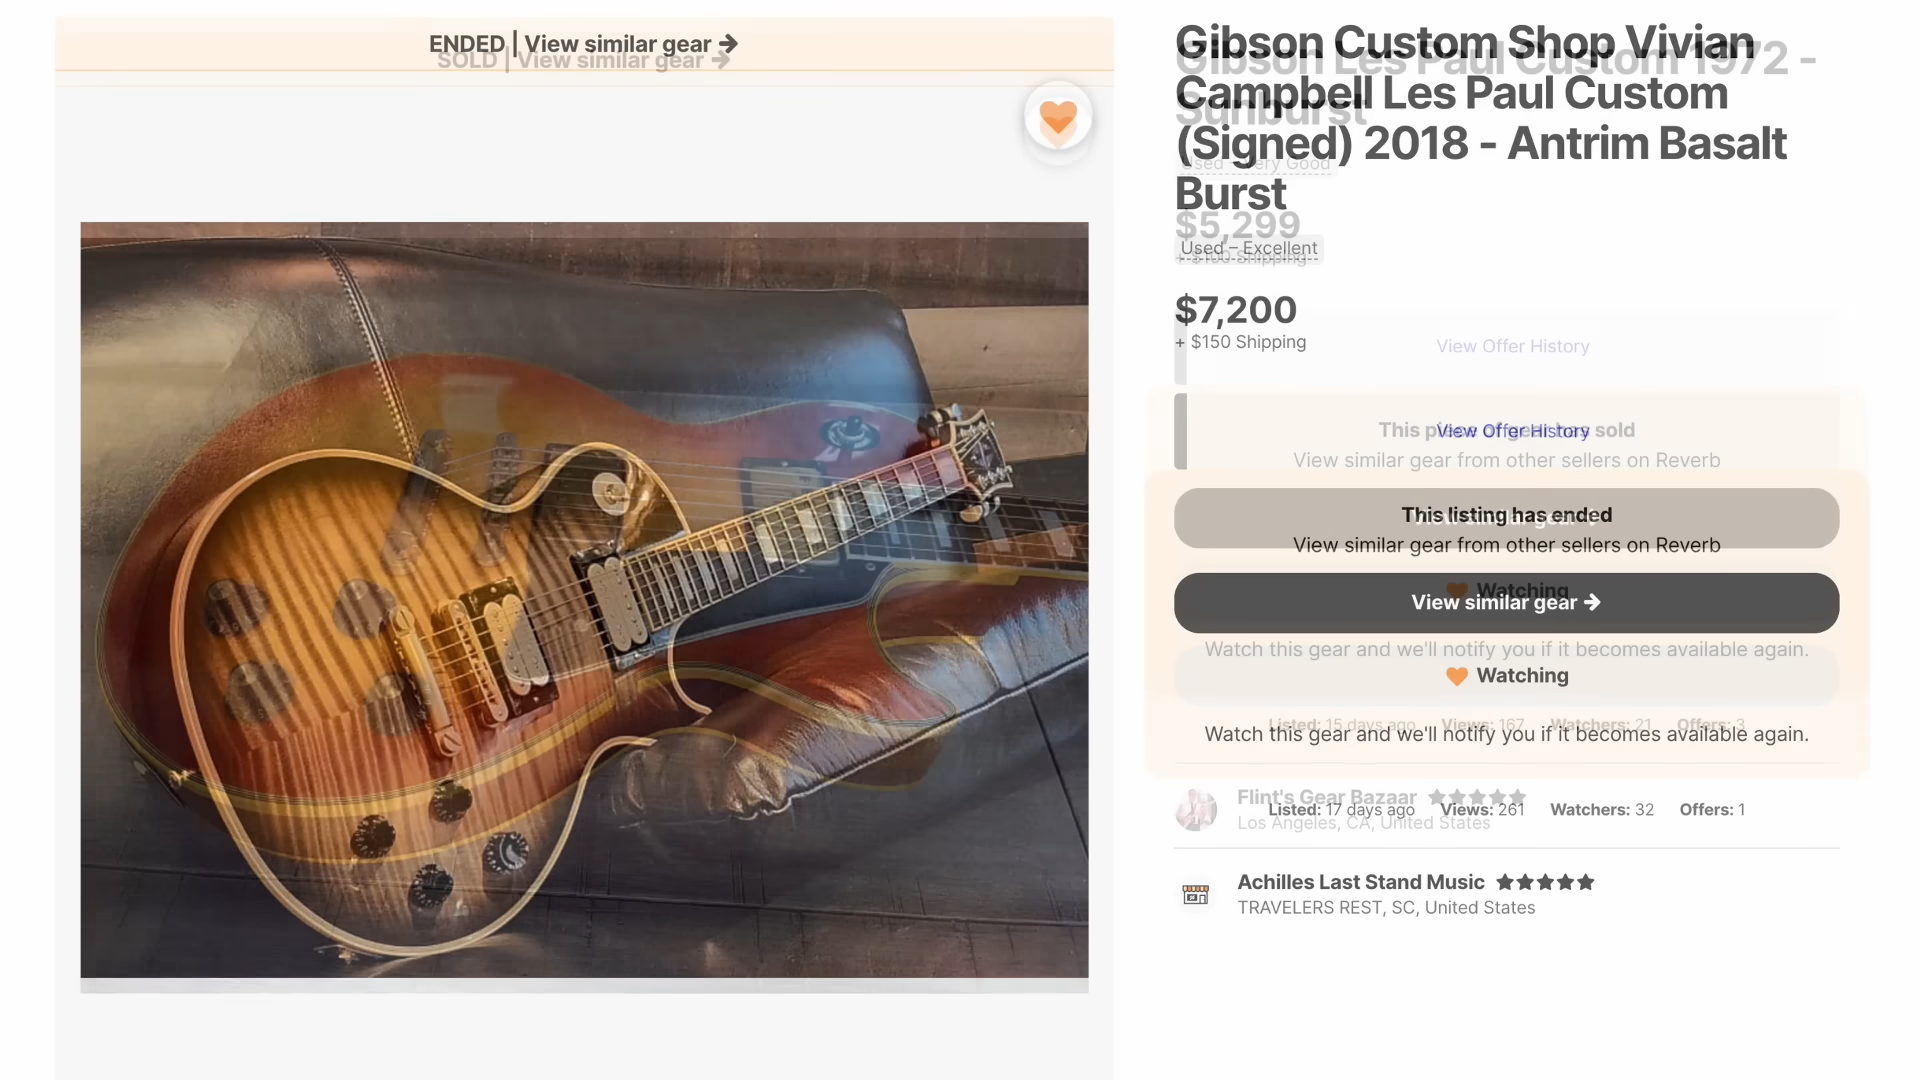 ENDED | View similar gear →
SOLD | View similar gear →
Gibson Custom Shop Vivian
Campbell Les Paul Custom
(Signed) 2018 - Antrim Basalt
Burst
Used – Excellent
$7,200
+ $150 Shipping
View Offer History
This listing has ended
View similar gear from other sellers on Reverb
View similar gear →
Watching
Watch this gear and we'll notify you if it becomes available again.
Listed: 17 days ago Views: 261 Watchers: 32 Offers: 1
Achilles Last Stand Music ★★★★★
TRAVELERS REST, SC, United States
Gibson Les Paul Custom 1972 -
Sunburst
Used – Very Good
$5,299
+ $100 Shipping
View Offer History
This piece of gear has sold
View similar gear from other sellers on Reverb
View similar gear →
Watching
Watch this gear and we'll notify you if it becomes available again.
Listed: 15 days ago Views: 167 Watchers: 21 Offers: 3
Flint's Gear Bazaar ★★★★★
Los Angeles, CA, United States